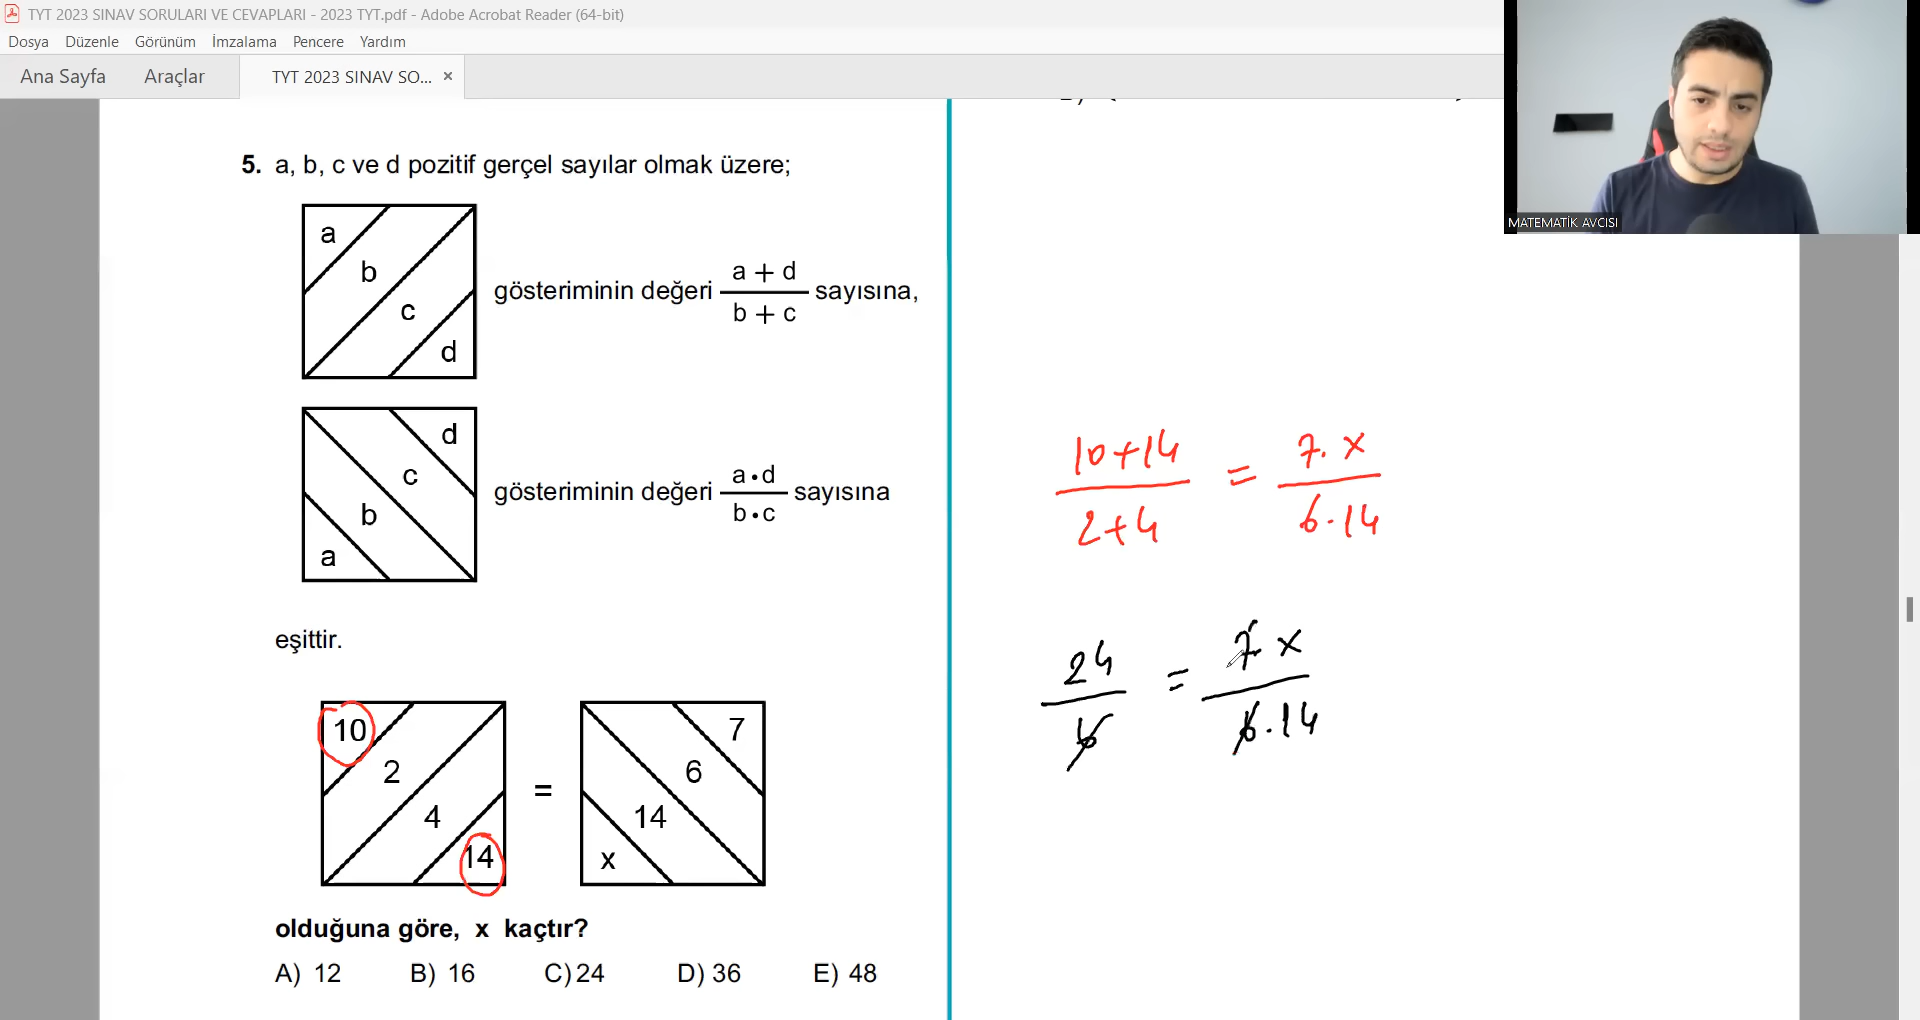 TYT 2023 SINAV SORULARI VE CEVAPLARI - 2023 TYT.pdf - Adobe Acrobat Reader (64-bit)
Dosya Düzenle Görünüm İmzalama Pencere Yardım
Ana Sayfa Araçlar TYT 2023 SINAV SO... ×
MATEMATİK AVCISI
5. a, b, c ve d pozitif gerçel sayılar olmak üzere;
a
b
c
d
gösteriminin değeri a + d / b + c sayısına,
d
c
b
a
gösteriminin değeri a • d / b • c sayısına
eşittir.
10
2
4
14
=
7
6
14
x
olduğuna göre, x kaçtır?
A) 12 B) 16 C) 24 D) 36 E) 48
10+14 / 2+4 = 7. x / 6.14
24 / 6 = 7 x / 6.14